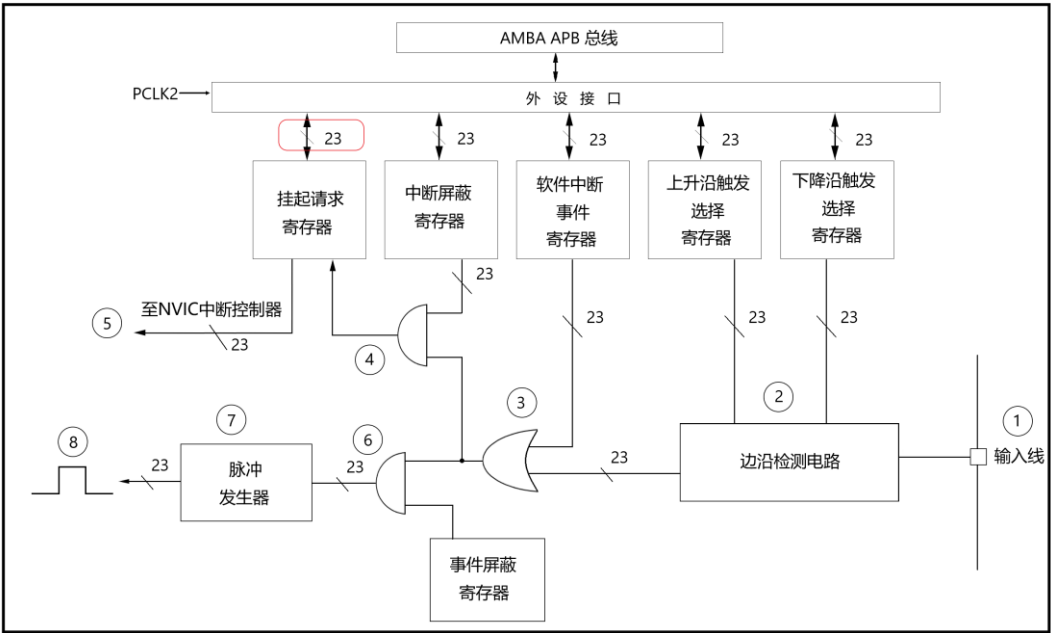 AMBA APB 总线
PCLK2
外 设 接 口
23
23
23
23
23
挂起请求
寄存器
中断屏蔽
寄存器
软件中断
事件
寄存器
上升沿触发
选择
寄存器
下降沿触发
选择
寄存器
23
至NVIC中断控制器
⑤
23
④
23
23
23
③
②
①
输入线
边沿检测电路
23
⑥
23
⑦
脉冲
发生器
⑧
23
事件屏蔽
寄存器